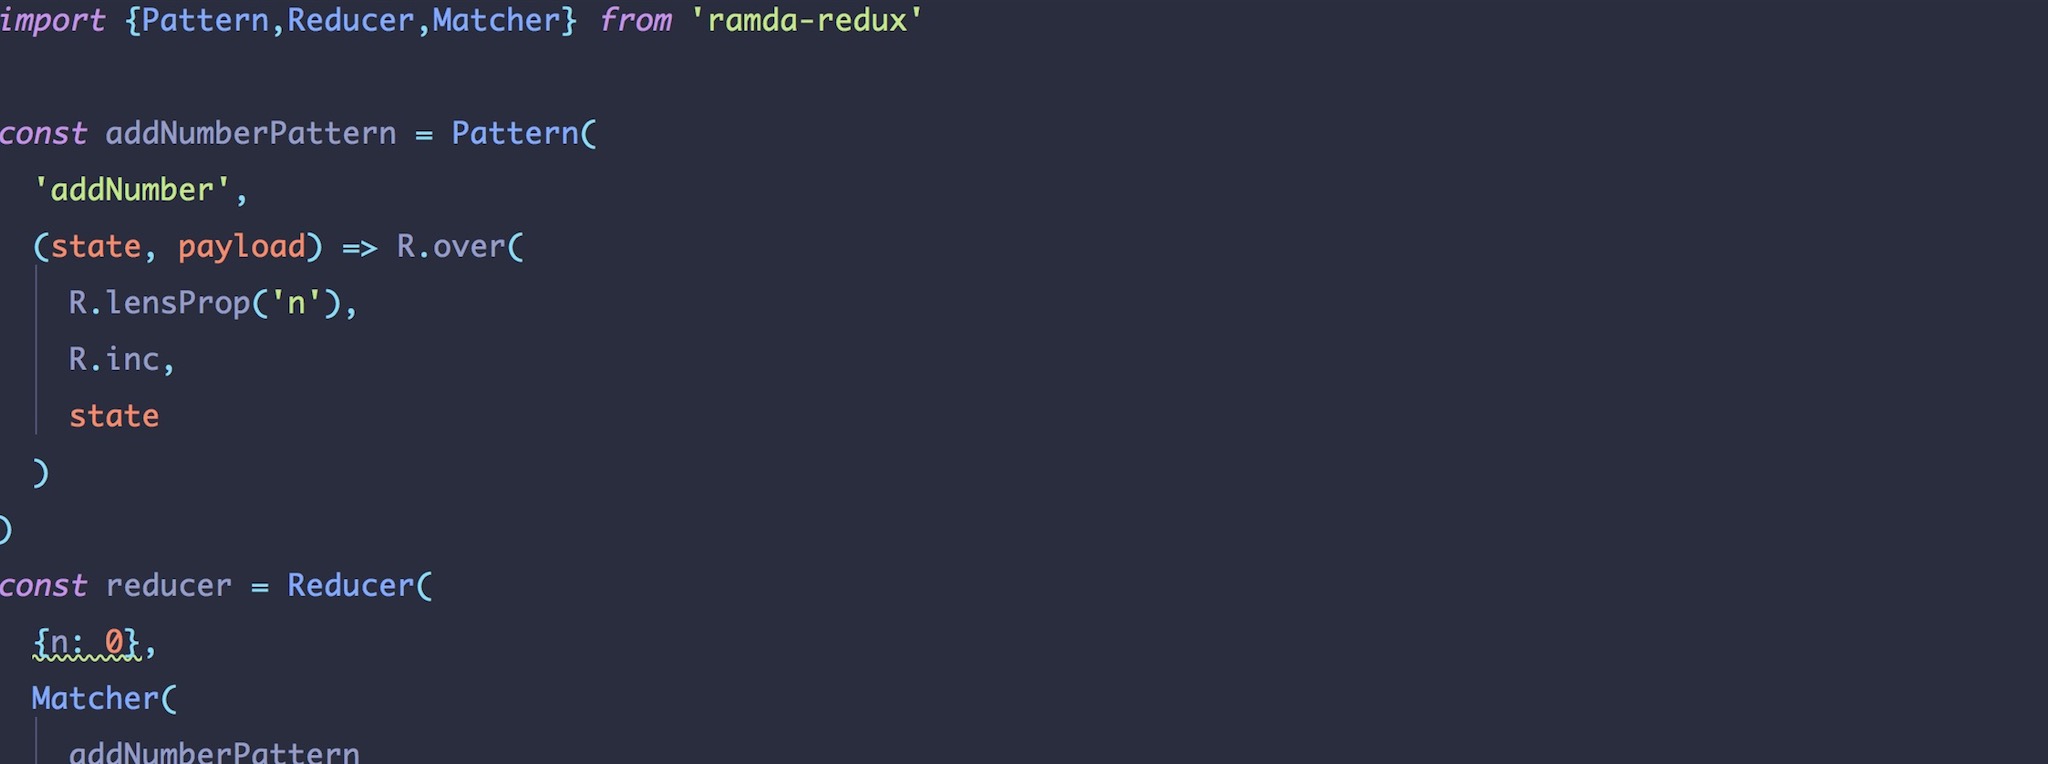 import {Pattern,Reducer,Matcher} from 'ramda-redux'
const addNumberPattern = Pattern(
'addNumber',
(state, payload) => R.over(
R.lensProp('n'),
R.inc,
state
)
)
const reducer = Reducer(
{n: 0},
Matcher(
addNumberPattern